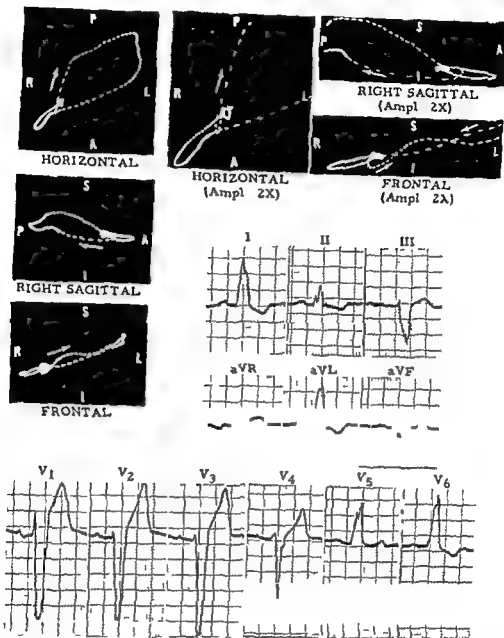 P
R
L
A
HORIZONTAL
P
R
L
A
HORIZONTAL
(Ampl 2X)
S
P
A
I
RIGHT SAGITTAL
(Ampl 2X)
S
R
L
I
FRONTAL
(Ampl 2X)
S
P
A
I
RIGHT SAGITTAL
S
R
L
I
FRONTAL
I II III
aVR aVL aVF
V1 V2 V3 V4 V5 V6